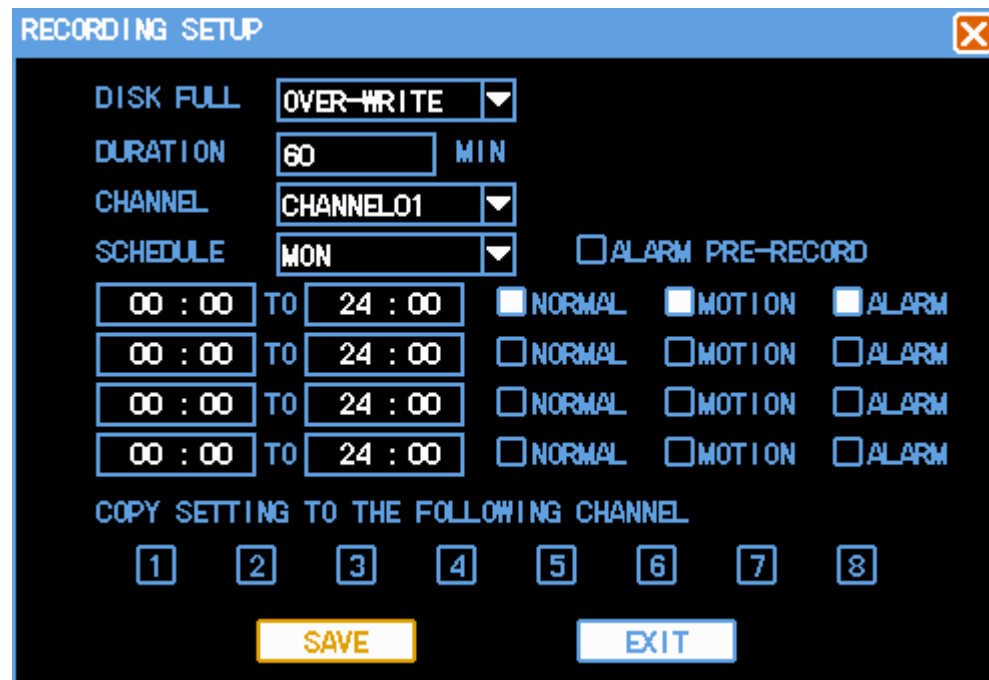 RECORDING SETUP
DISK FULL OVER-WRITE
DURATION 60 MIN
CHANNEL CHANNEL01
SCHEDULE MON ALARM PRE-RECORD
00 : 00 TO 24 : 00 NORMAL MOTION ALARM
00 : 00 TO 24 : 00 NORMAL MOTION ALARM
00 : 00 TO 24 : 00 NORMAL MOTION ALARM
00 : 00 TO 24 : 00 NORMAL MOTION ALARM
COPY SETTING TO THE FOLLOWING CHANNEL
1 2 3 4 5 6 7 8
SAVE EXIT